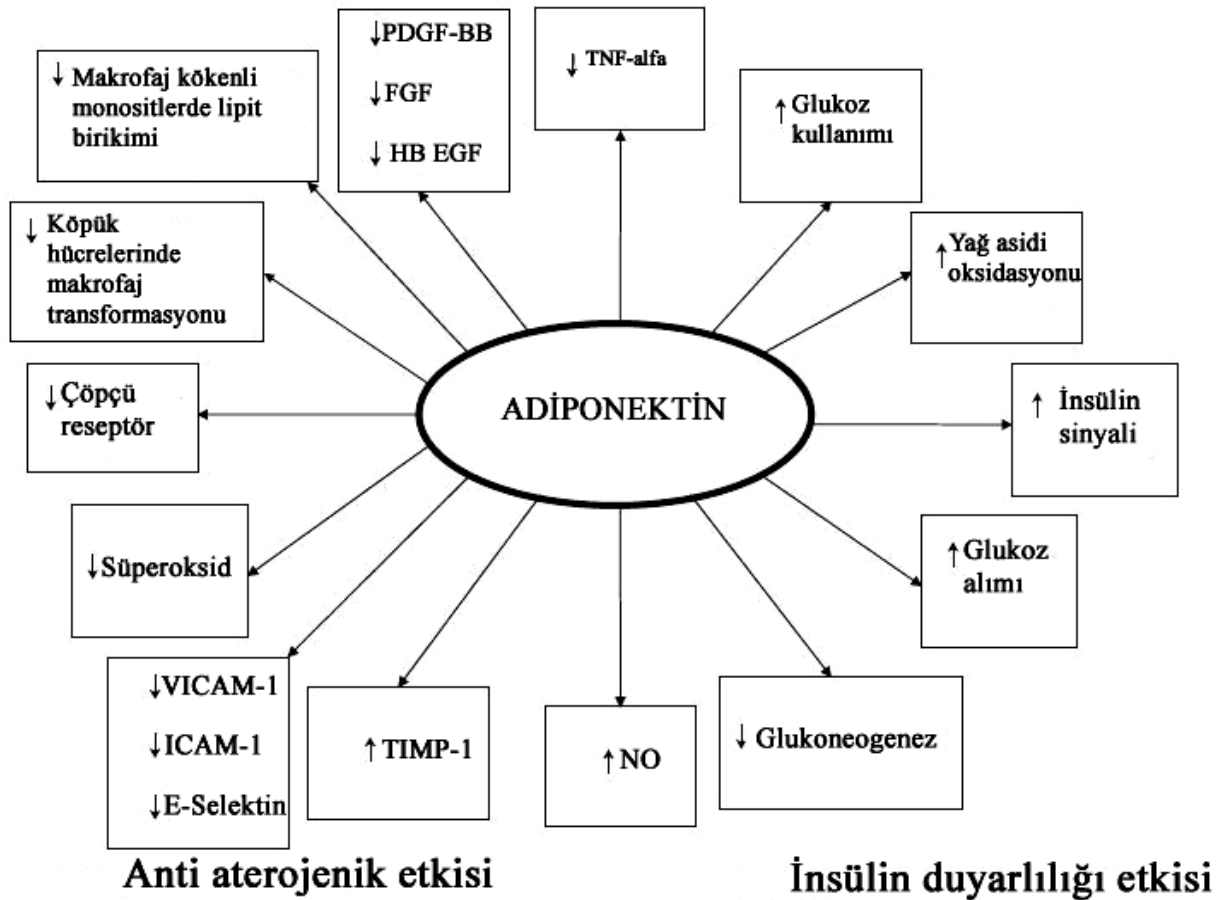 ↓PDGF-BB
↓FGF
↓ HB EGF
↓ TNF-alfa
↓ Makrofaj kökenli
monositlerde lipit
birikimi
↑ Glukoz
kullanımı
↓ Köpük
hücrelerinde
makrofaj
transformasyonu
↑ Yağ asidi
oksidasyonu
↓ Çöpçü
reseptör
ADİPONEKTİN
↑ İnsülin
sinyali
↓ Süperoksid
↑ Glukoz
alımı
↓VICAM-1
↓ICAM-1
↓E-Selektin
↑ TIMP-1
↑ NO
↓ Glukoneogenez
Anti aterojenik etkisi
İnsülin duyarlılığı etkisi